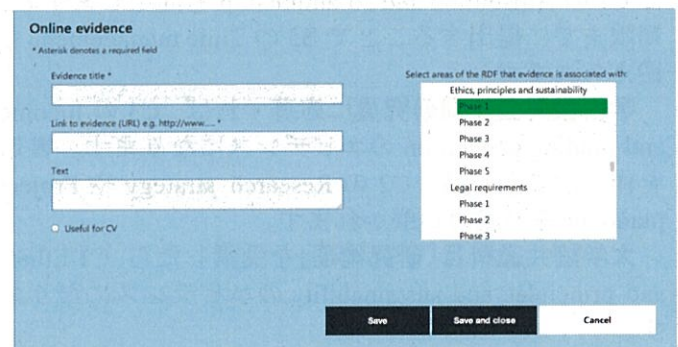 Online evidence
* Asterisk denotes a required field
Evidence title *
Link to evidence (URL) e.g. http://www..... *
Text
Useful for CV
Select areas of the RDF that evidence is associated with:
Ethics, principles and sustainability
Phase 1
Phase 2
Phase 3
Phase 4
Phase 5
Legal requirements
Phase 1
Phase 2
Phase 3
Save
Save and close
Cancel